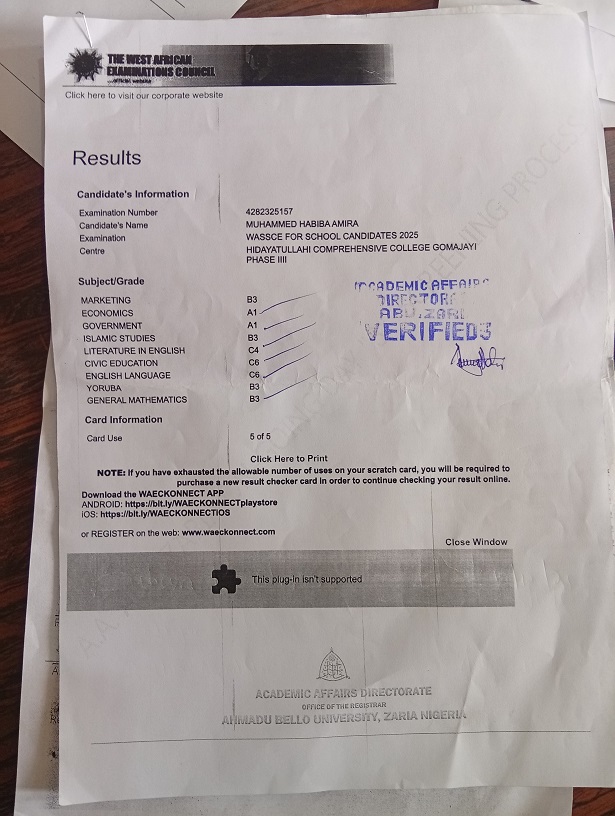 THE WEST AFRICAN
EXAMINATIONS COUNCIL
...official website
Click here to visit our corporate website
Results
Candidate's Information
Examination Number 4282325157
Candidate's Name MUHAMMED HABIBA AMIRA
Examination WASSCE FOR SCHOOL CANDIDATES 2025
Centre HIDAYATULLAHI COMPREHENSIVE COLLEGE GOMAJAYI
PHASE IIII
Subject/Grade
MARKETING B3
ECONOMICS A1
GOVERNMENT A1
ISLAMIC STUDIES B3
LITERATURE IN ENGLISH C4
CIVIC EDUCATION C6
ENGLISH LANGUAGE C6
YORUBA B3
GENERAL MATHEMATICS B3
ACADEMIC AFFAIRS
DIRECTOR
ABU, ZARI
VERIFIED
Card Information
Card Use 5 of 5
Click Here to Print
NOTE: If you have exhausted the allowable number of uses on your scratch card, you will be required to
purchase a new result checker card in order to continue checking your result online.
Download the WAECKONNECT APP
ANDROID: https://bit.ly/WAECKONNECTplaystore
iOS: https://bit.ly/WAECKONNECTiOS
or REGISTER on the web: www.waeckonnect.com
Close Window
This plug-in isn't supported
ACADEMIC AFFAIRS DIRECTORATE
OFFICE OF THE REGISTRAR
AHMADU BELLO UNIVERSITY, ZARIA NIGERIA